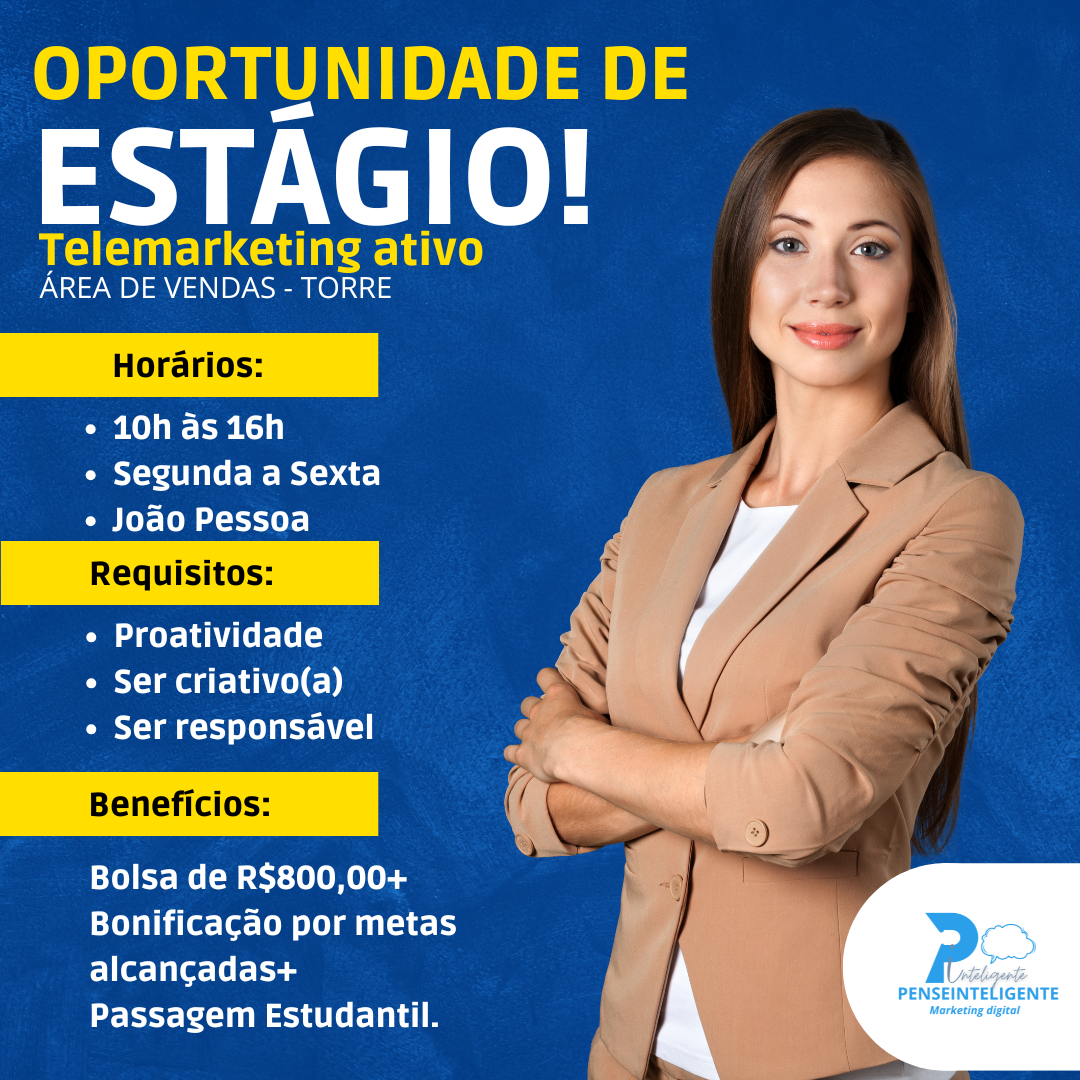 OPORTUNIDADE DE
ESTÁGIO!
Telemarketing ativo
ÁREA DE VENDAS - TORRE
Horários:
• 10h às 16h
• Segunda a Sexta
• João Pessoa
Requisitos:
• Proatividade
• Ser criativo(a)
• Ser responsável
Benefícios:
Bolsa de R$800,00+
Bonificação por metas
alcançadas+
Passagem Estudantil.
P
Inteligente
PENSEINTELIGENTE
Marketing digital